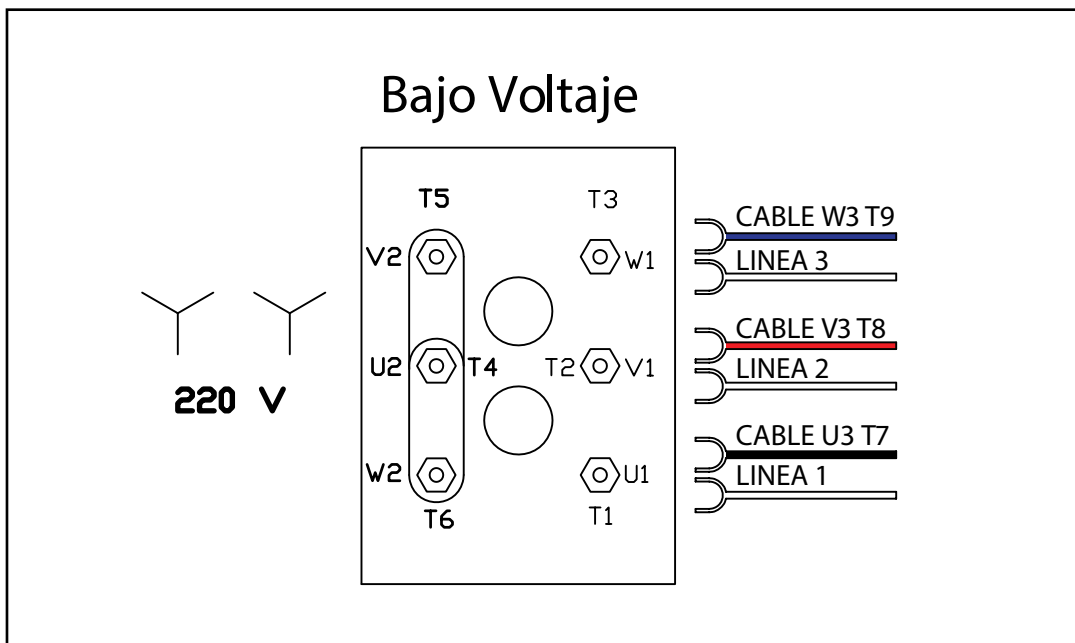 Bajo Voltaje
T5 T3
V2 W1
U2 T4 T2 V1
W2 U1
T6 T1
220 V
CABLE W3 T9
LINEA 3
CABLE V3 T8
LINEA 2
CABLE U3 T7
LINEA 1